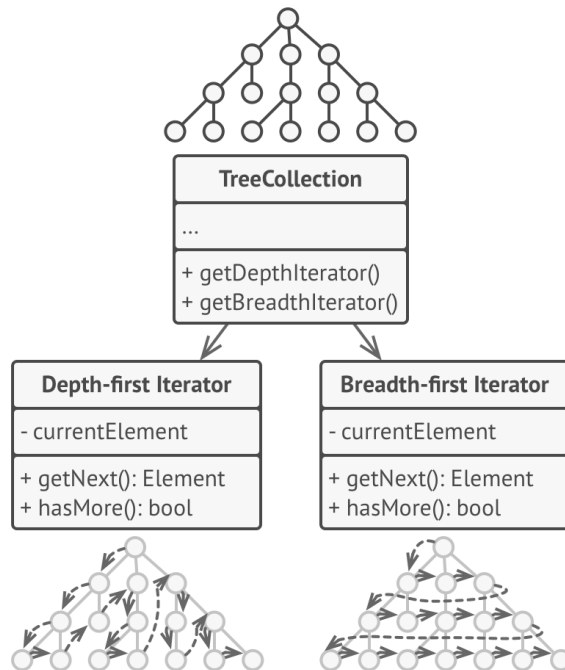 TreeCollection
...
+ getDepthIterator()
+ getBreadthIterator()
Depth-first Iterator
- currentElement
+ getNext(): Element
+ hasMore(): bool
Breadth-first Iterator
- currentElement
+ getNext(): Element
+ hasMore(): bool